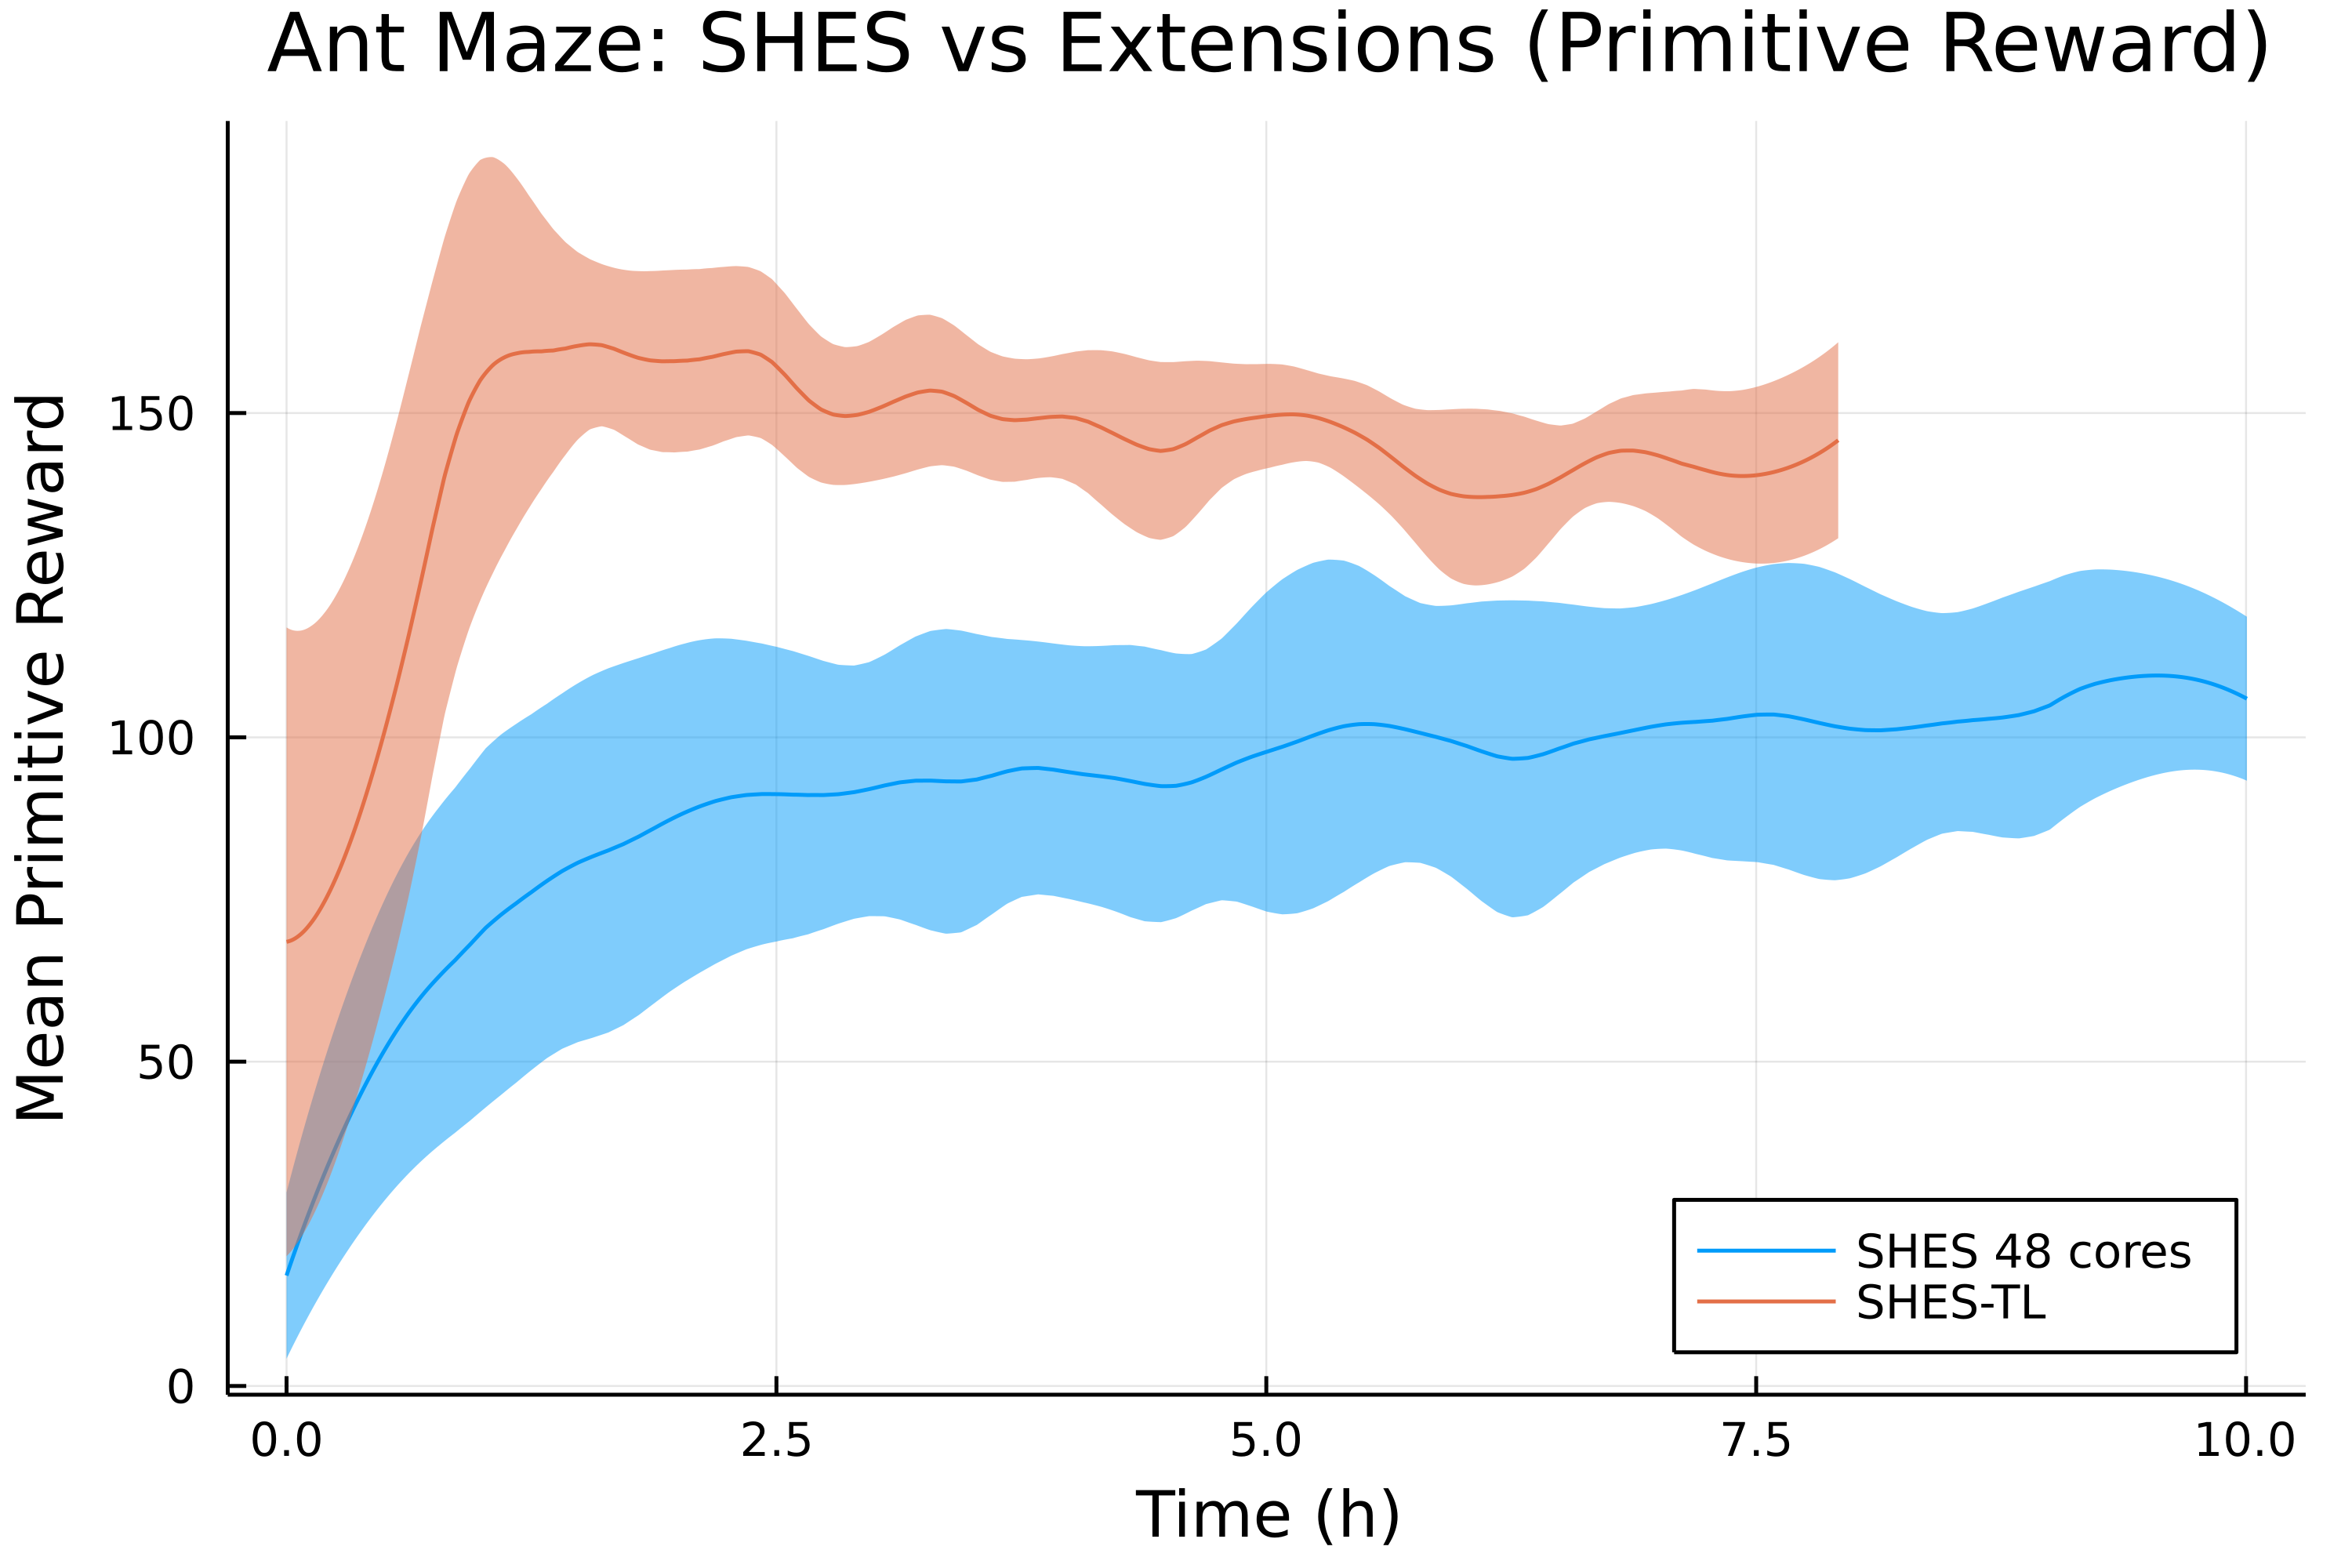 Ant Maze: SHES vs Extensions (Primitive Reward)
Mean Primitive Reward
150
100
50
0
SHES 48 cores
SHES-TL
0.0 2.5 5.0 7.5 10.0
Time (h)